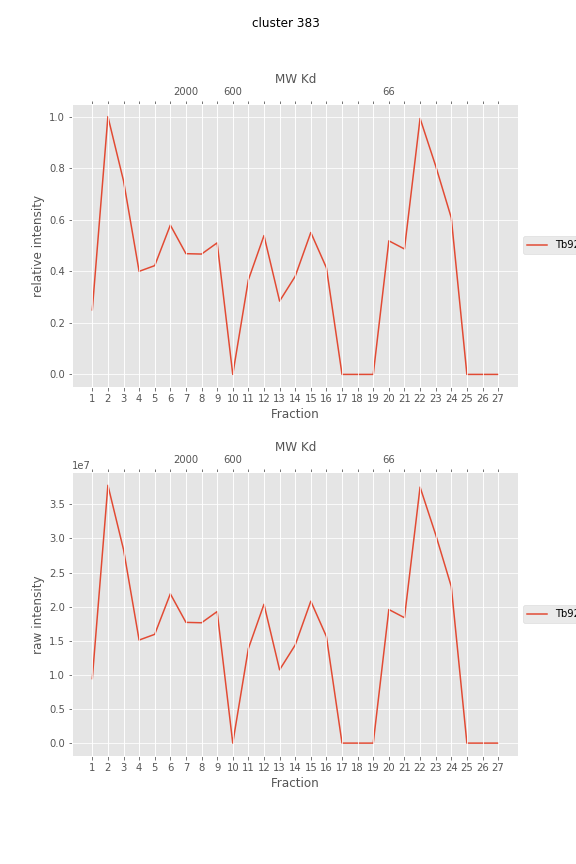 cluster 383
MW Kd
2000 600 66
1.0
0.8
0.6
0.4
0.2
0.0
relative intensity
Tb92
1 2 3 4 5 6 7 8 9 10 11 12 13 14 15 16 17 18 19 20 21 22 23 24 25 26 27
Fraction
MW Kd
2000 600 66
1e7
3.5
3.0
2.5
2.0
1.5
1.0
0.5
0.0
raw intensity
Tb92
1 2 3 4 5 6 7 8 9 10 11 12 13 14 15 16 17 18 19 20 21 22 23 24 25 26 27
Fraction